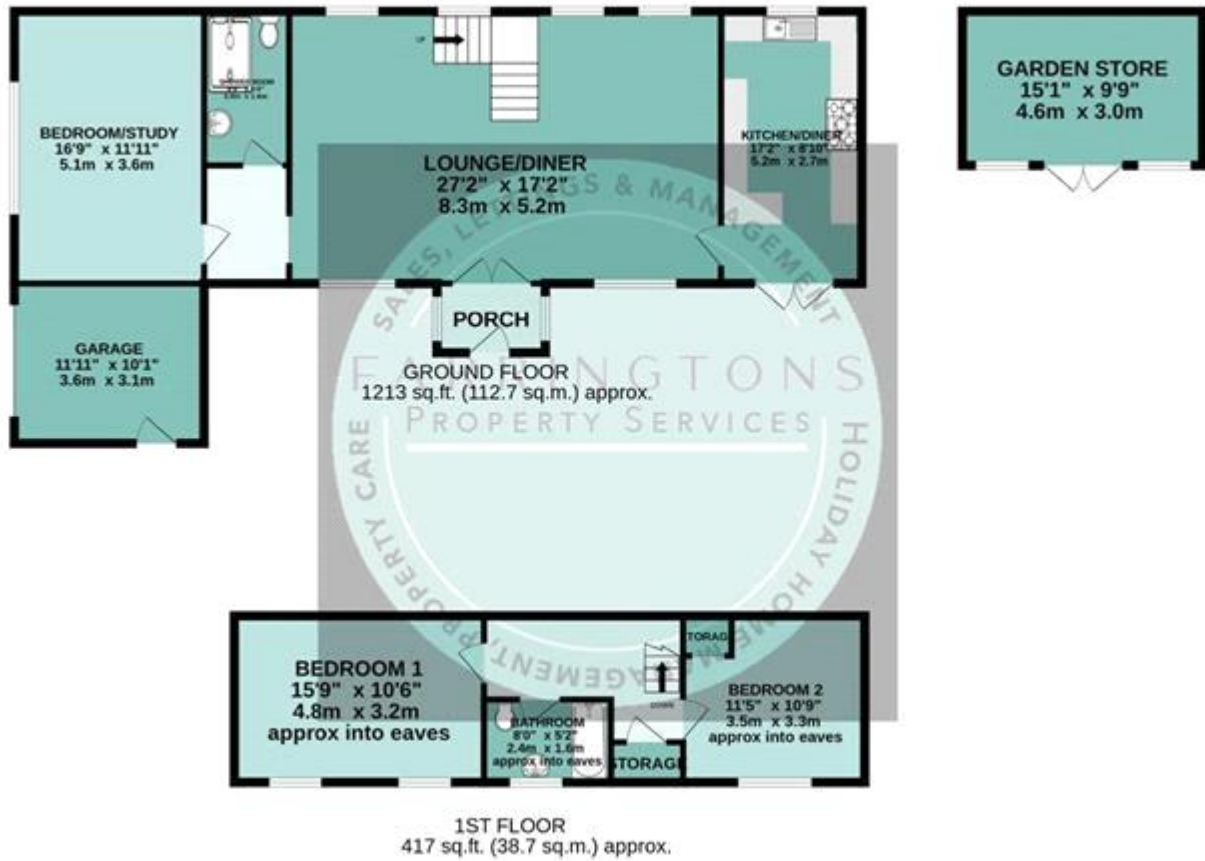 BEDROOM/STUDY
16'9" x 11'11"
5.1m x 3.6m
UP
LOUNGE/DINER
27'2" x 17'2"
8.3m x 5.2m
KITCHEN/DINER
17'2" x 8'10"
5.2m x 2.7m
GARDEN STORE
15'1" x 9'9"
4.6m x 3.0m
GARAGE
11'11" x 10'1"
3.6m x 3.1m
PORCH
GROUND FLOOR
1213 sq.ft. (112.7 sq.m.) approx.
SALES, LETTINGS & MANAGEMENT
FARRINGTONS
PROPERTY SERVICES
HOLIDAY HOME MANAGEMENT, PROPERTY CARE
BEDROOM 1
15'9" x 10'6"
4.8m x 3.2m
approx into eaves
BATHROOM
8'0" x 5'2"
2.4m x 1.6m
approx into eaves
STORAGE
DOWN
TORAG
BEDROOM 2
11'5" x 10'9"
3.5m x 3.3m
approx into eaves
1ST FLOOR
417 sq.ft. (38.7 sq.m.) approx.